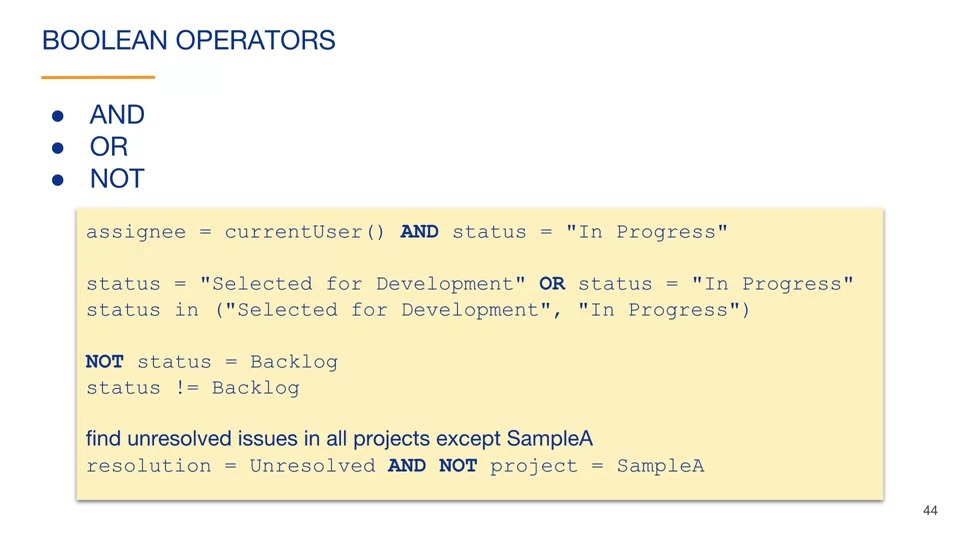 BOOLEAN OPERATORS
● AND
● OR
● NOT
assignee = currentUser() AND status = "In Progress"
status = "Selected for Development" OR status = "In Progress"
status in ("Selected for Development", "In Progress")
NOT status = Backlog
status != Backlog
find unresolved issues in all projects except SampleA
resolution = Unresolved AND NOT project = SampleA
44